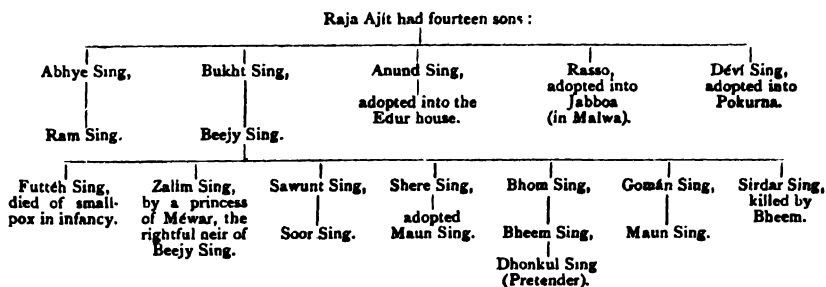 Raja Ajít had fourteen sons :
Abhye Sing,
Ram Sing.
Bukht Sing,
Beejy Sing.
Anund Sing,
adopted into the
Edur house.
Rasso,
adopted into
Jabboa
(in Malwa).
Déví Sing,
adopted into
Pokurna.
Futtéh Sing,
died of small-
pox in infancy.
Zalim Sing,
by a princess
of Méwar, the
rightful neir of
Beejy Sing.
Sawunt Sing,
Soor Sing.
Shere Sing,
adopted
Maun Sing.
Bhom Sing,
Bheem Sing,
Dhonkul Sing
(Pretender).
Gomán Sing,
Maun Sing.
Sirdar Sing,
killed by
Bheem.